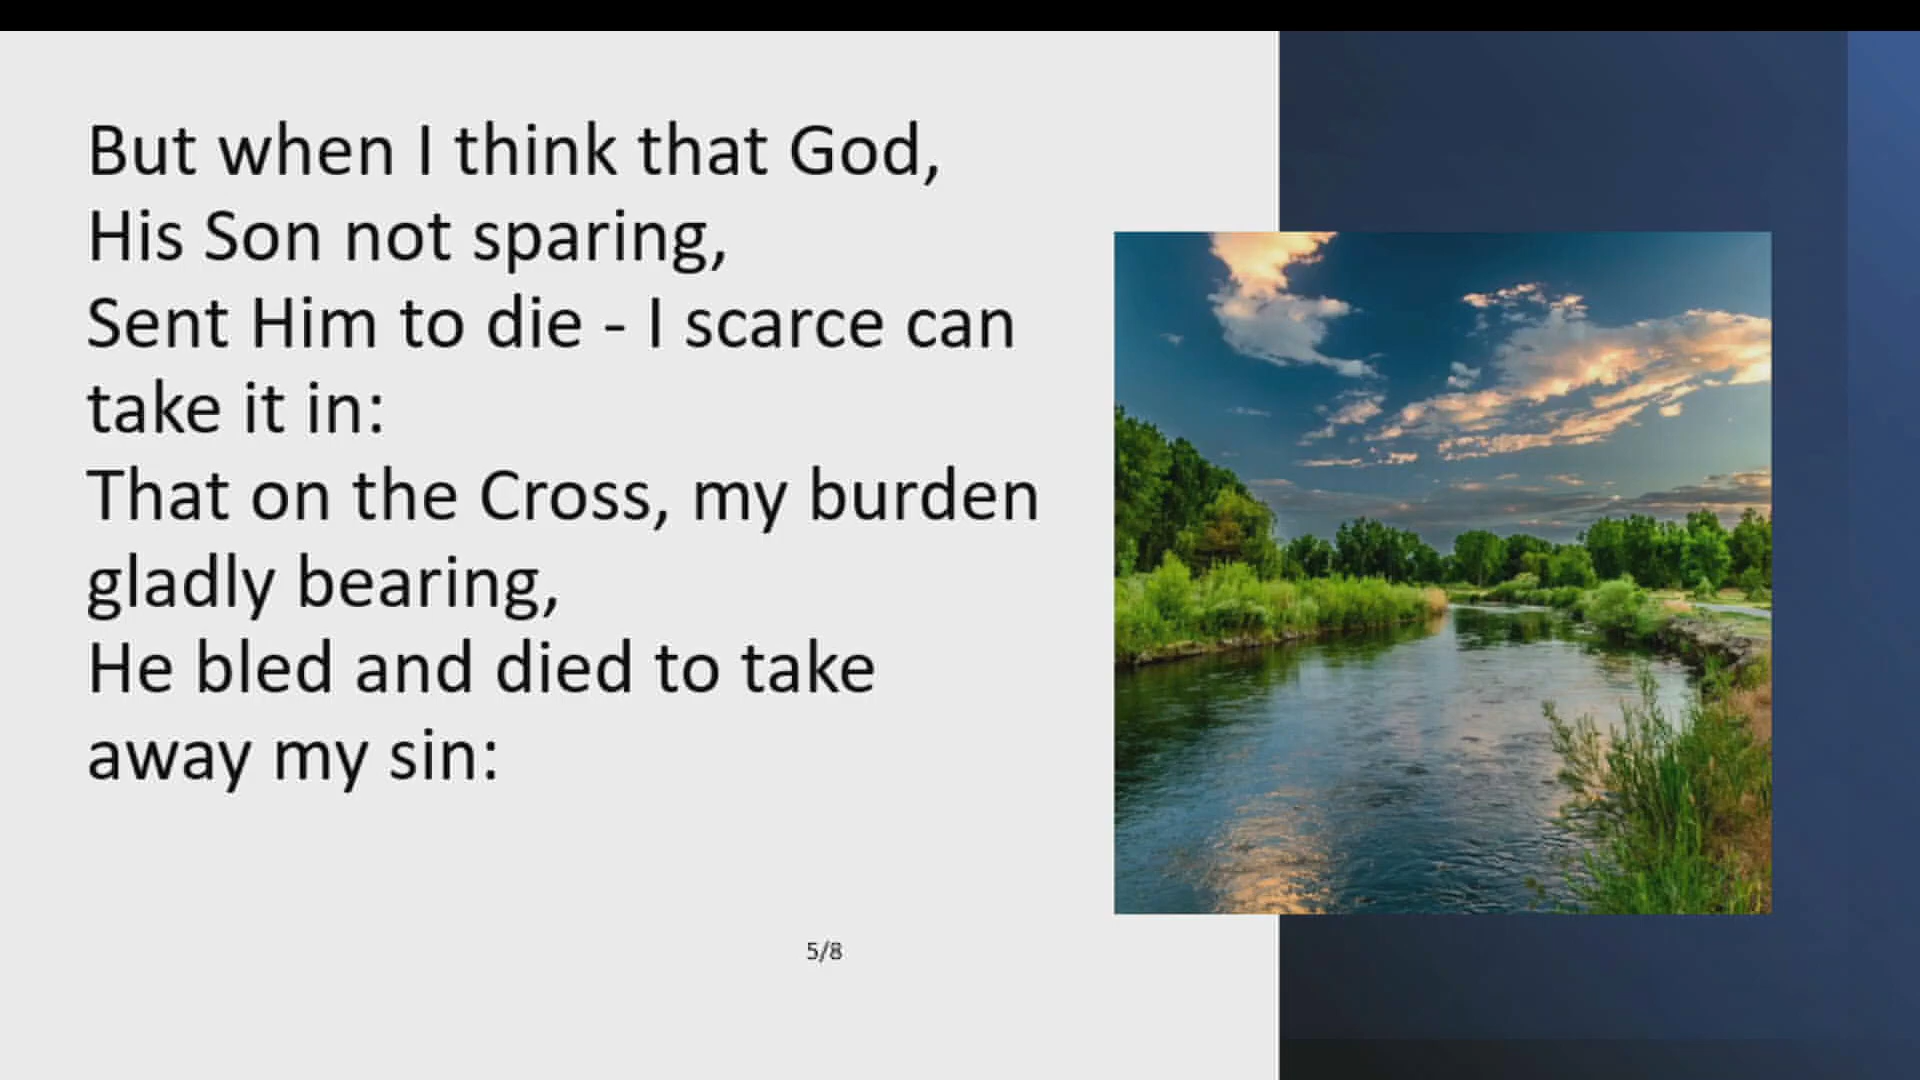 But when I think that God,
His Son not sparing,
Sent Him to die - I scarce can
take it in:
That on the Cross, my burden
gladly bearing,
He bled and died to take
away my sin:
5/8